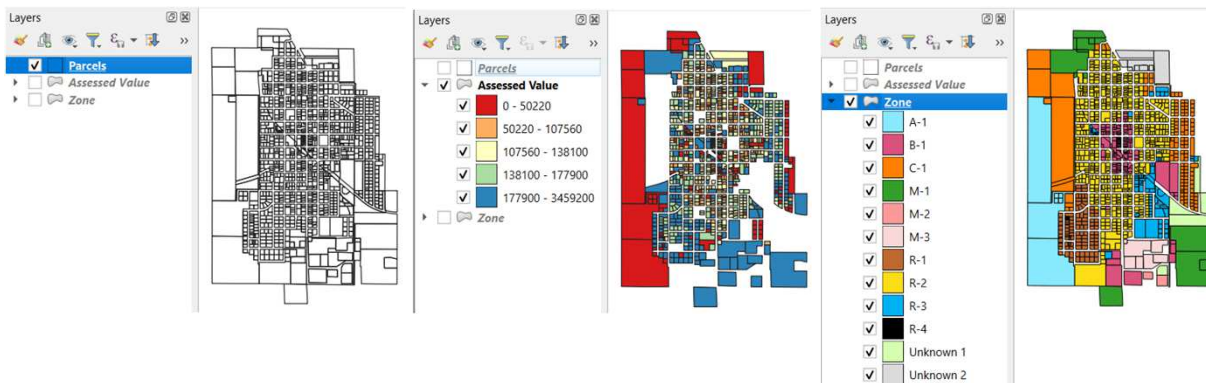 Layers
»
Parcels
Assessed Value
Zone
Layers
»
Parcels
Assessed Value
0 - 50220
50220 - 107560
107560 - 138100
138100 - 177900
177900 - 3459200
Zone
Layers
»
Parcels
Assessed Value
Zone
A-1
B-1
C-1
M-1
M-2
M-3
R-1
R-2
R-3
R-4
Unknown 1
Unknown 2